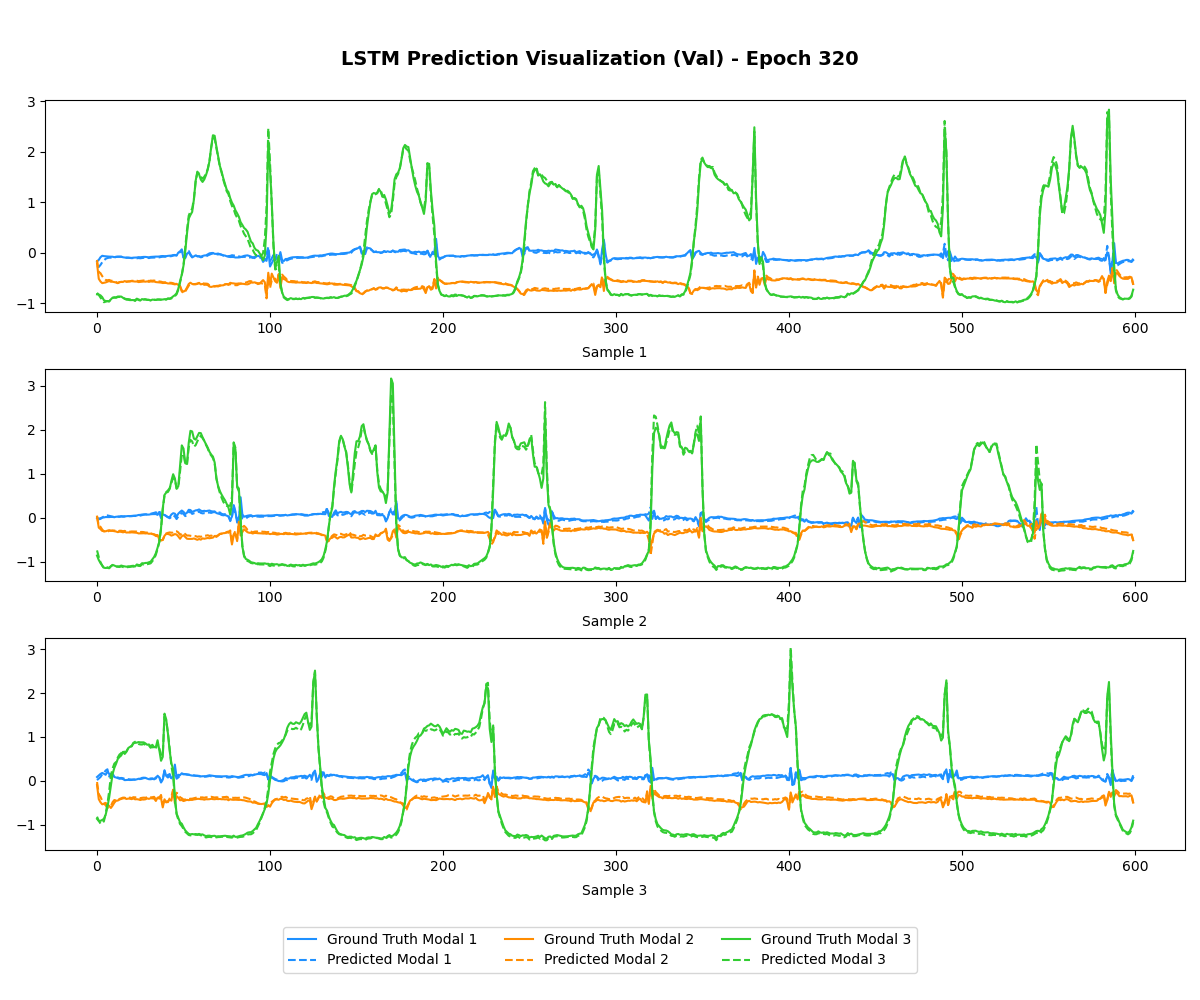 LSTM Prediction Visualization (Val) - Epoch 320
3
2
1
0
−1
0 100 200 300 400 500 600
Sample 1
3
2
1
0
−1
0 100 200 300 400 500 600
Sample 2
3
2
1
0
−1
0 100 200 300 400 500 600
Sample 3
Ground Truth Modal 1 Ground Truth Modal 2 Ground Truth Modal 3
Predicted Modal 1 Predicted Modal 2 Predicted Modal 3